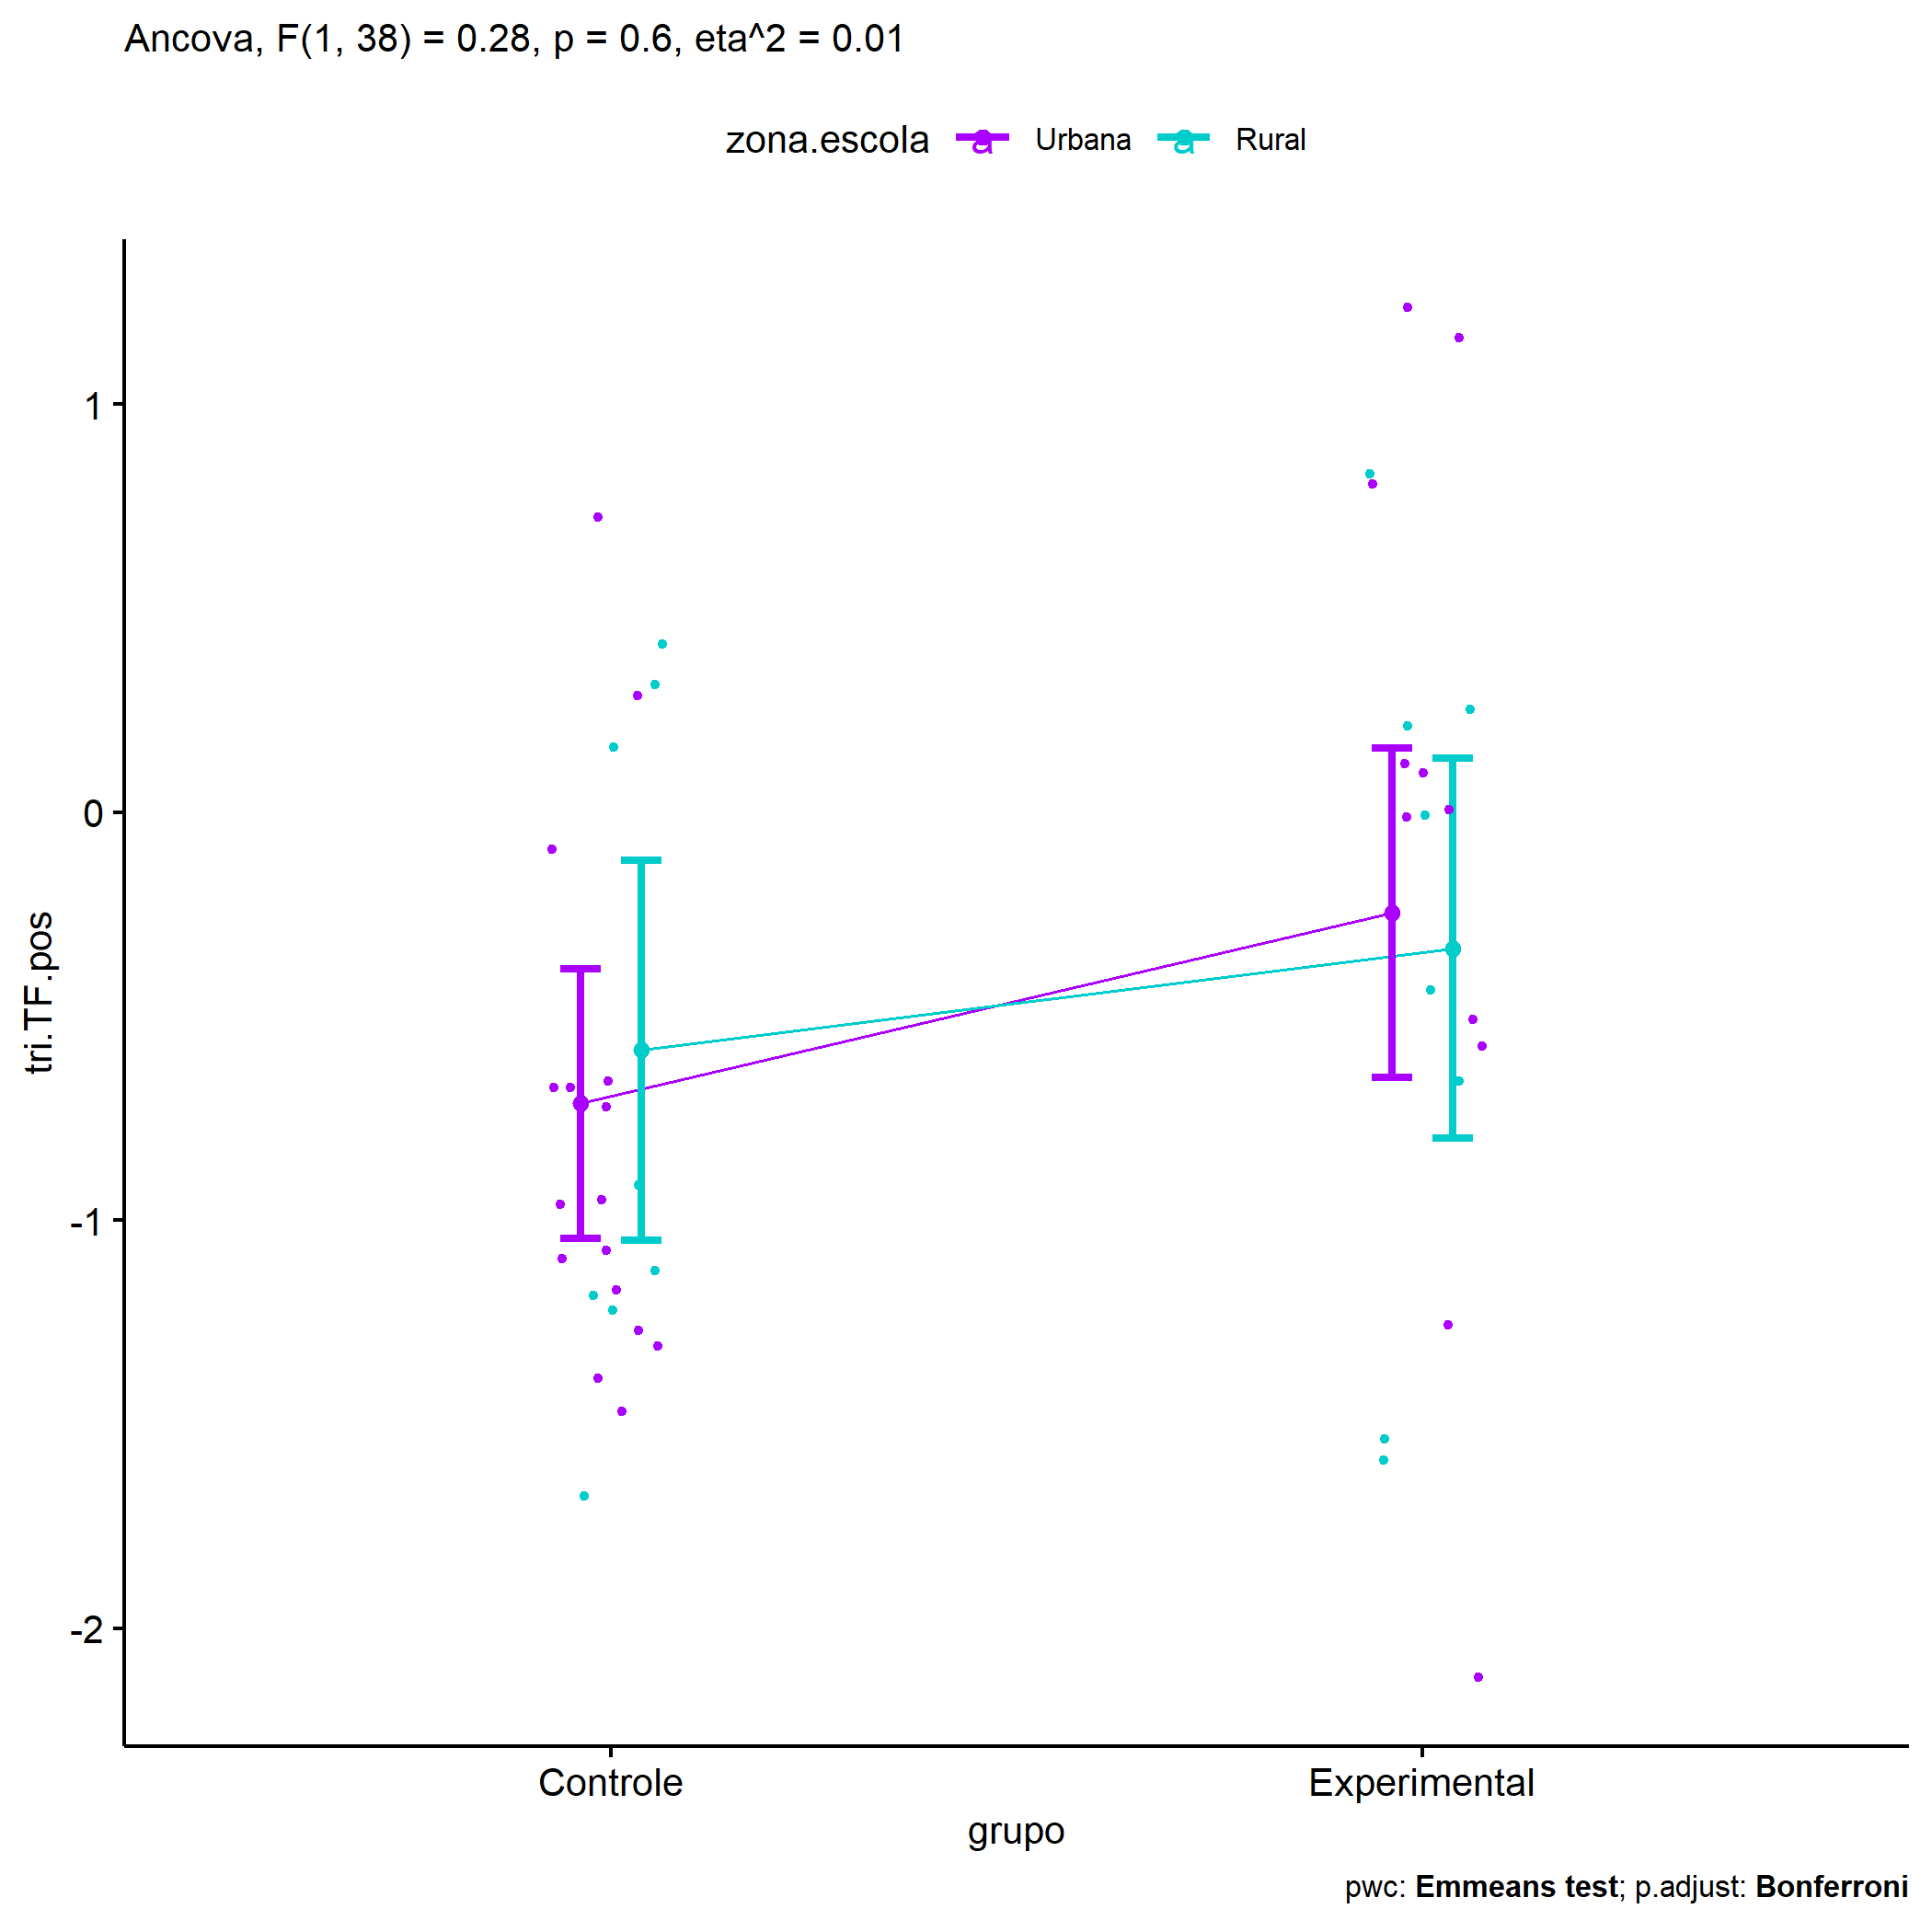 Ancova, F(1, 38) = 0.28, p = 0.6, eta^2 = 0.01
zona.escola a Urbana a Rural
1
0
-1
-2
tri.TF.pos
Controle Experimental
grupo
pwc: Emmeans test; p.adjust: Bonferroni